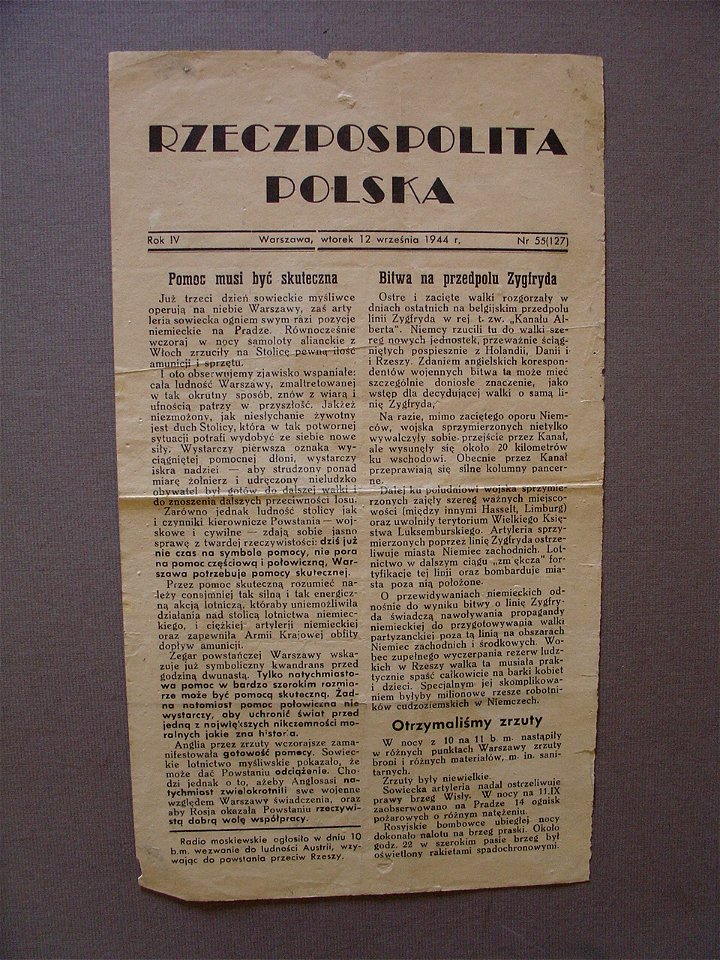 RZECZPOSPOLITA
POLSKA
Rok IV Warszawa, wtorek 12 września 1944 r. Nr 55(127)
Pomoc musi być skuteczna
Już trzeci dzień sowieckie myśliwce
operują na niebie Warszawy, zaś arty
leria sowiecka ogniem swym razi pozycje
niemieckie na Pradze. Równocześnie
wczoraj w nocy samoloty alianckie z
Włoch zrzuciły na Stolicę pewną ilość
amunicji i sprzętu.
I oto obserwujemy zjawisko wspaniałe:
cała ludność Warszawy, zmaltretowanej
w tak okrutny sposób, znów z wiarą i
ufnością patrzy w przyszłość. Jakżeż
niezmożony, jak niesłychanie żywotny
jest duch Stolicy, która w tak potwornej
sytuacji potrafi wydobyć ze siebie nowe
siły. Wystarczy pierwsza oznaka wy-
ciągniętej pomocnej dłoni, wystarczy
iskra nadziei — aby strudzony ponad
miarę żołnierz i udręczony nieludzko
obywatel był gotów do dalszej walki i
do znoszenia dalszych przeciwności losu.
Zarówno jednak ludność stolicy jak
i czynniki kierownicze Powstania — woj-
skowe i cywilne — zdają sobie jasno
sprawę z twardej rzeczywistości: dziś już
nie czas na symbole pomocy, nie pora
na pomoc częściową i połowiczną, War-
szawa potrzebuje pomocy skutecznej.
Przez pomoc skuteczną rozumieć na-
leży conajmniej tak silną i tak energicz-
ną akcją lotniczą, któraby uniemożliwiła
działania nad stolicą lotnictwa niemiec-
kiego, i ciężkiej artylerji niemieckiej
oraz zapewniła Armii Krajowej obfity
dopływ amunicji.
Zegar powstańczej Warszawy wska-
zuje już symboliczny kwandrans przed
godziną dwunastą. Tylko natychmiasto-
wa pomoc w bardzo szerokim rozmia-
rze może być pomocą skuteczną. Żad-
na natomiast pomoc połowiczna nie
wystarczy, aby uchronić świat przed
jedną z największych nikczemności mo-
ralnych jakie zna historia.
Anglia przez zrzuty wczorajsze zama-
nifestowała gotowość pomocy. Sowiec-
kie lotnictwo myśliwskie pokazało, że
może dać Powstaniu odciążenie. Cho-
dzi jednak o to, ażeby Anglosasi na-
tychmiast zwielokrotnili swe wojenne
względem Warszawy świadczenia, oraz
aby Rosja okazała Powstaniu rzeczywi-
stą dobrą wolę współpracy.
Radio moskiewskie ogłosiło w dniu 10
b.m. wezwanie do ludności Austrii, wzy-
wając do powstania przeciw Rzeszy.
Bitwa na przedpolu Zygfryda
Ostre i zacięte walki rozgorzały w
dniach ostatnich na belgijskim przedpolu
linii Zygfryda w rej. t. zw. „Kanału Al-
berta“. Niemcy rzucili tu do walki sze-
reg nowych jednostek, przeważnie ściąg-
niętych pospiesznie z Holandii, Danii i
i Rzeszy. Zdaniem angielskich korespon-
dentów wojennych bitwa ta może mieć
szczególnie doniosłe znaczenie, jako
wstęp dla decydującej walki o samą li-
nię Zygfryda.
Na razie, mimo zaciętego oporu Niem-
ców, wojska sprzymierzonych nietylko
wywalczyły sobie przejście przez Kanał,
ale wysunęły się około 20 kilometrów
ku wschodowi. Obecnie przez Kanał
przeprawiają się silne kolumny pancer-
ne.
Dalej ku południowi wojska sprzymie-
rzonych zajęły szereg ważnych miejsco-
wości (między innymi Hasselt, Limburg)
oraz uwolniły terytorium Wielkiego Księ-
stwa Luksemburskiego. Artyleria sprzy-
mierzonych poprzez linię Zygfryda ostrze-
liwuje miasta Niemiec zachodnich. Lot-
nictwo w dalszym ciągu „zm ękcza“ for-
tyfikacje tej linii oraz bombarduje mia-
sta poza nią położone.
O przewidywaniach niemieckich od-
nośnie do wyniku bitwy o linię Zygfry-
da świadczą nawoływania propagandy
niemieckiej do przygotowywania walki
partyzanckiej poza tą linią na obszarach
Niemiec zachodnich i środkowych. Wo-
bec zupełnego wyczerpania rezerw ludz-
kich w Rzeszy walka ta musiała prak-
tycznie spaść całkowicie na barki kobiet
i dzieci. Specjalnym jej skomplikowa-
niem byłyby milionowe rzesze robotni-
ków cudzoziemskich w Niemczech.
Otrzymaliśmy zrzuty
W nocy z 10 na 11 b. m. nastąpiły
w różnych punktach Warszawy zrzuty
broni i różnych materiałów, m. in. sani-
tarnych.
Zrzuty były niewielkie.
Sowiecka artyleria nadal ostrzeliwuje
prawy brzeg Wisły. W nocy na 11.IX
zaobserwowano na Pradze 14 ognisk
pożarowych o różnym natężeniu.
Rosyjskie bombowce ubiegłej nocy
dokonało nalotu na brzeg praski. Około
godz. 22 w szerokim pasie brzeg był
oświetlony rakietami spadochronowymi.